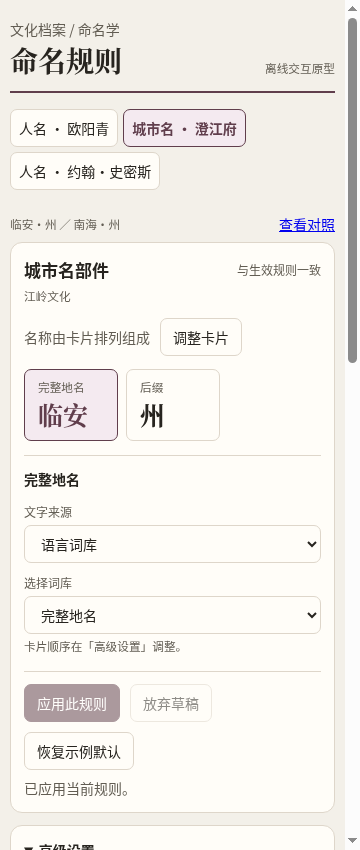 文化档案 / 命名学
命名规则
离线交互原型
人名 · 欧阳青
城市名 · 澄江府
人名 · 约翰·史密斯
临安·州 ／ 南海·州
查看对照
城市名部件
与生效规则一致
江岭文化
名称由卡片排列组成
调整卡片
完整地名
临安
后缀
州
完整地名
文字来源
语言词库
选择词库
完整地名
卡片顺序在「高级设置」调整。
应用此规则
放弃草稿
恢复示例默认
已应用当前规则。
▼ 高级设置